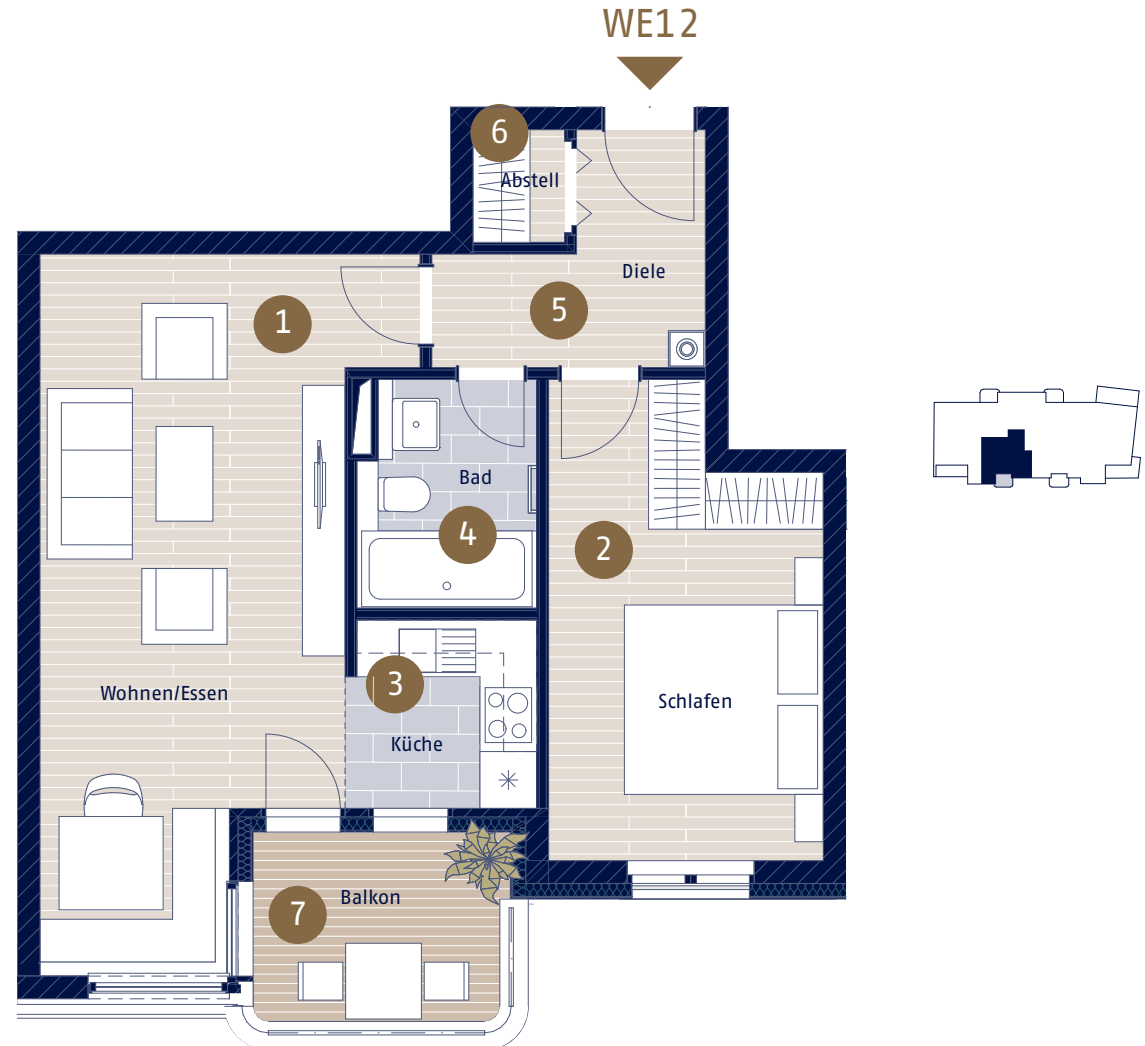 WE12
6
Abstell
Diele
5
1
Bad
4
2
3
Wohnen/Essen
Schlafen
Küche
Balkon
7